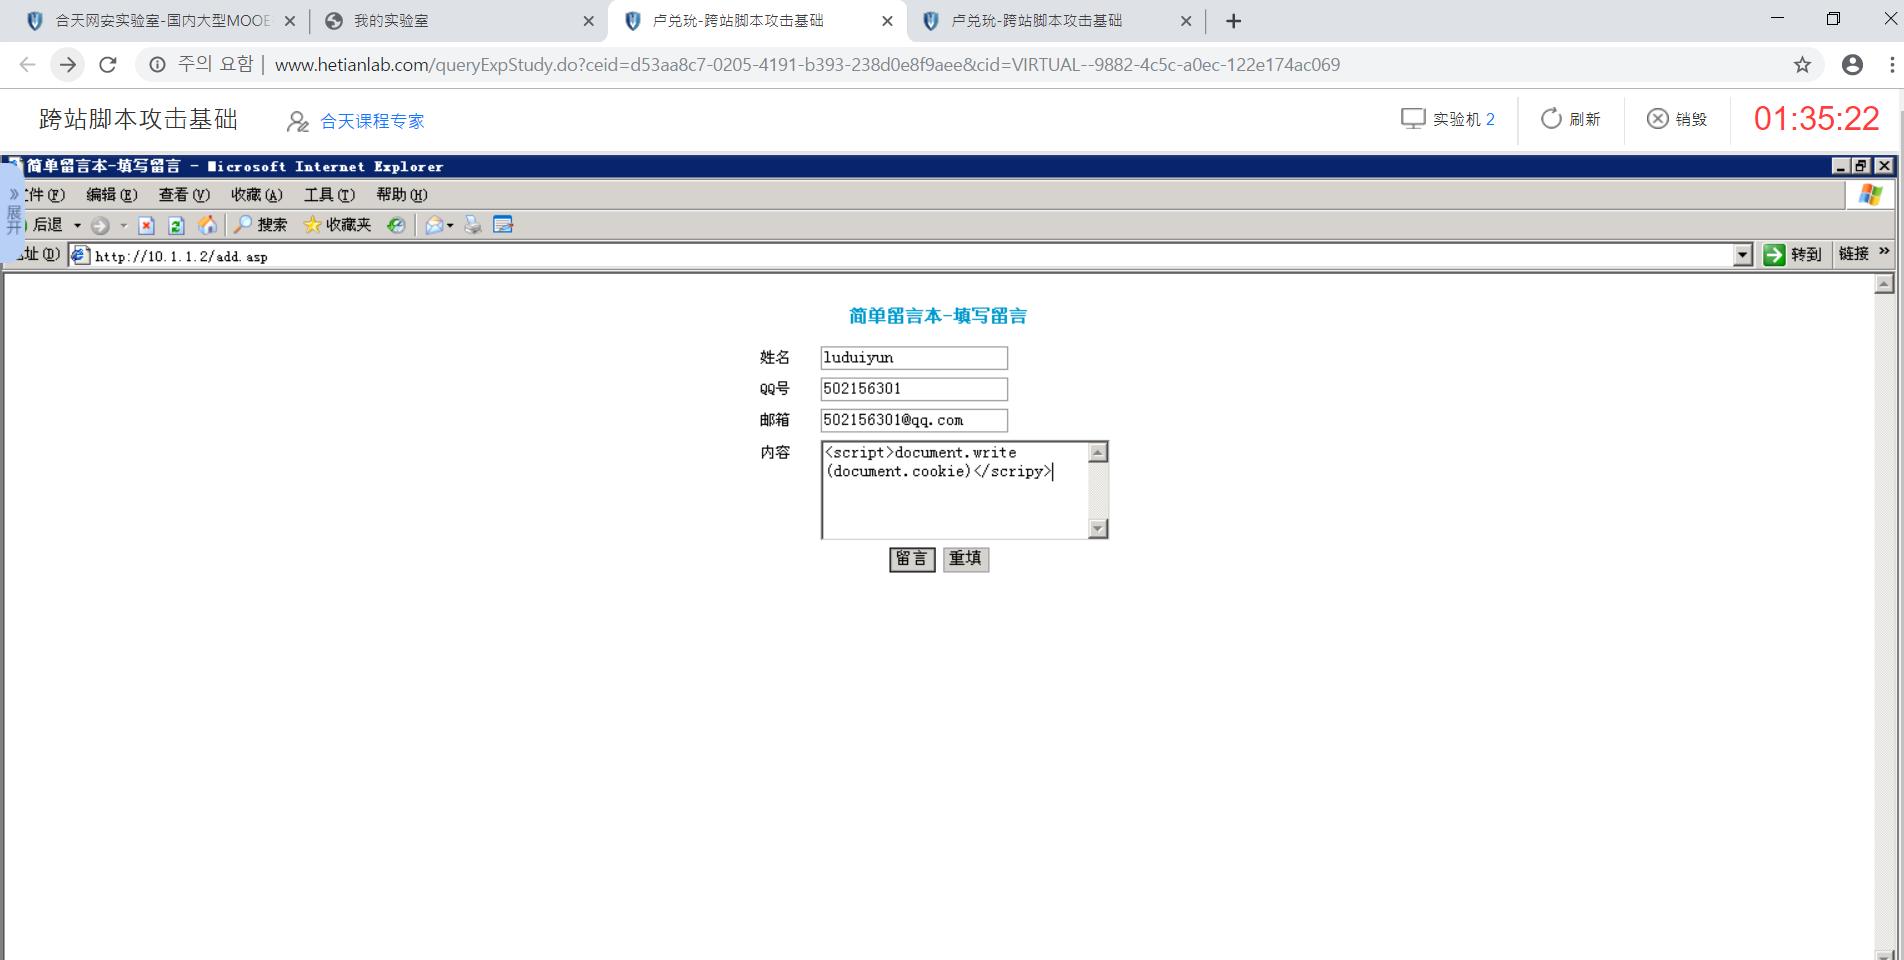 合天网安实验室-国内大型MOOE
我的实验室
卢兑玧-跨站脚本攻击基础
卢兑玧-跨站脚本攻击基础
주의 요함 | www.hetianlab.com/queryExpStudy.do?ceid=d53aa8c7-0205-4191-b393-238d0e8f9aee&cid=VIRTUAL--9882-4c5c-a0ec-122e174ac069
跨站脚本攻击基础
合天课程专家
实验机 2
刷新
销毁
01:35:22
简单留言本-填写留言 - Microsoft Internet Explorer
件(F) 编辑(E) 查看(V) 收藏(A) 工具(T) 帮助(H)
» 展开
后退 搜索 收藏夹
址(D) http://10.1.1.2/add.asp 转到 链接 »
简单留言本-填写留言
姓名 luduiyun
QQ号 502156301
邮箱 502156301@qq.com
内容 <script>document.write
(document.cookie)</scripy>
留言 重填